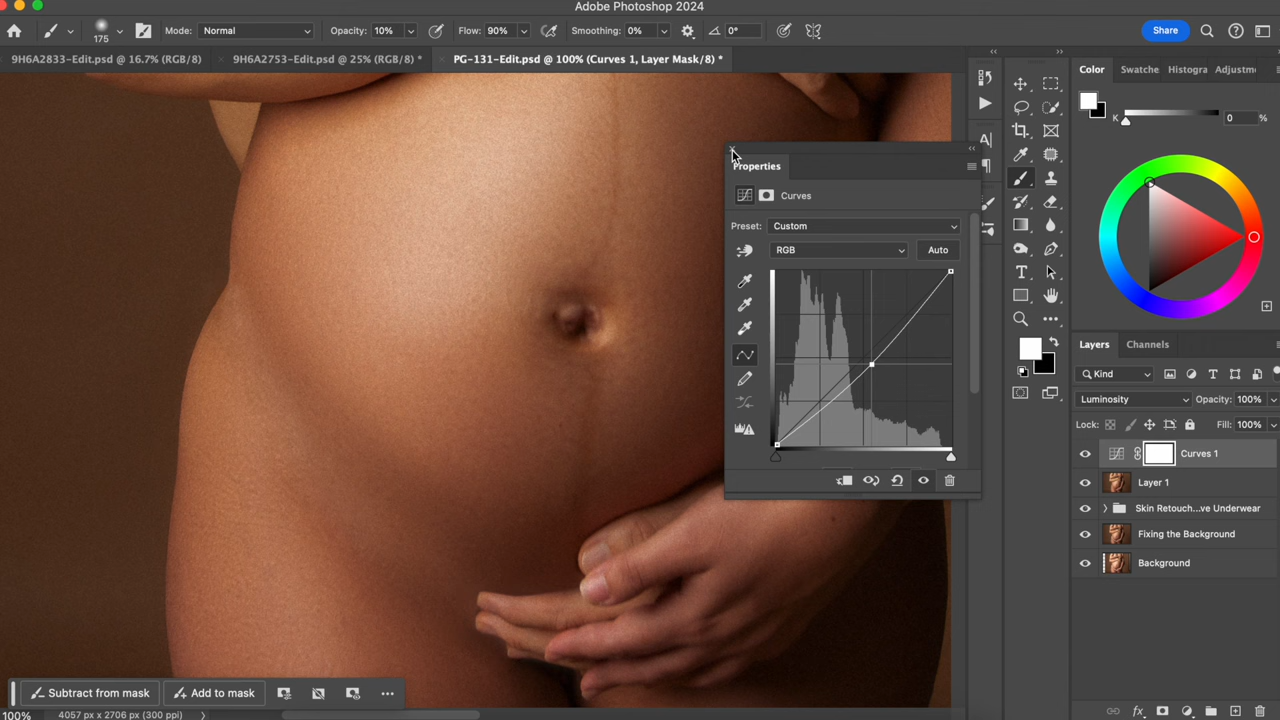 Adobe Photoshop 2024
175
Mode: Normal
Opacity: 10%
Flow: 90%
Smoothing: 0%
0°
Share
9H6A2833-Edit.psd @ 16.7% (RGB/8)
9H6A2753-Edit.psd @ 25% (RGB/8) *
PG-131-Edit.psd @ 100% (Curves 1, Layer Mask/8) *
Color
Swatche
Histogra
Adjustm
K
0
%
Properties
Curves
Preset: Custom
RGB
Auto
Layers
Channels
Kind
Luminosity
Opacity: 100%
Lock:
Fill: 100%
Curves 1
Layer 1
Skin Retouch...ve Underwear
Fixing the Background
Background
Subtract from mask
Add to mask
100%
4057 px x 2706 px (300 ppi)